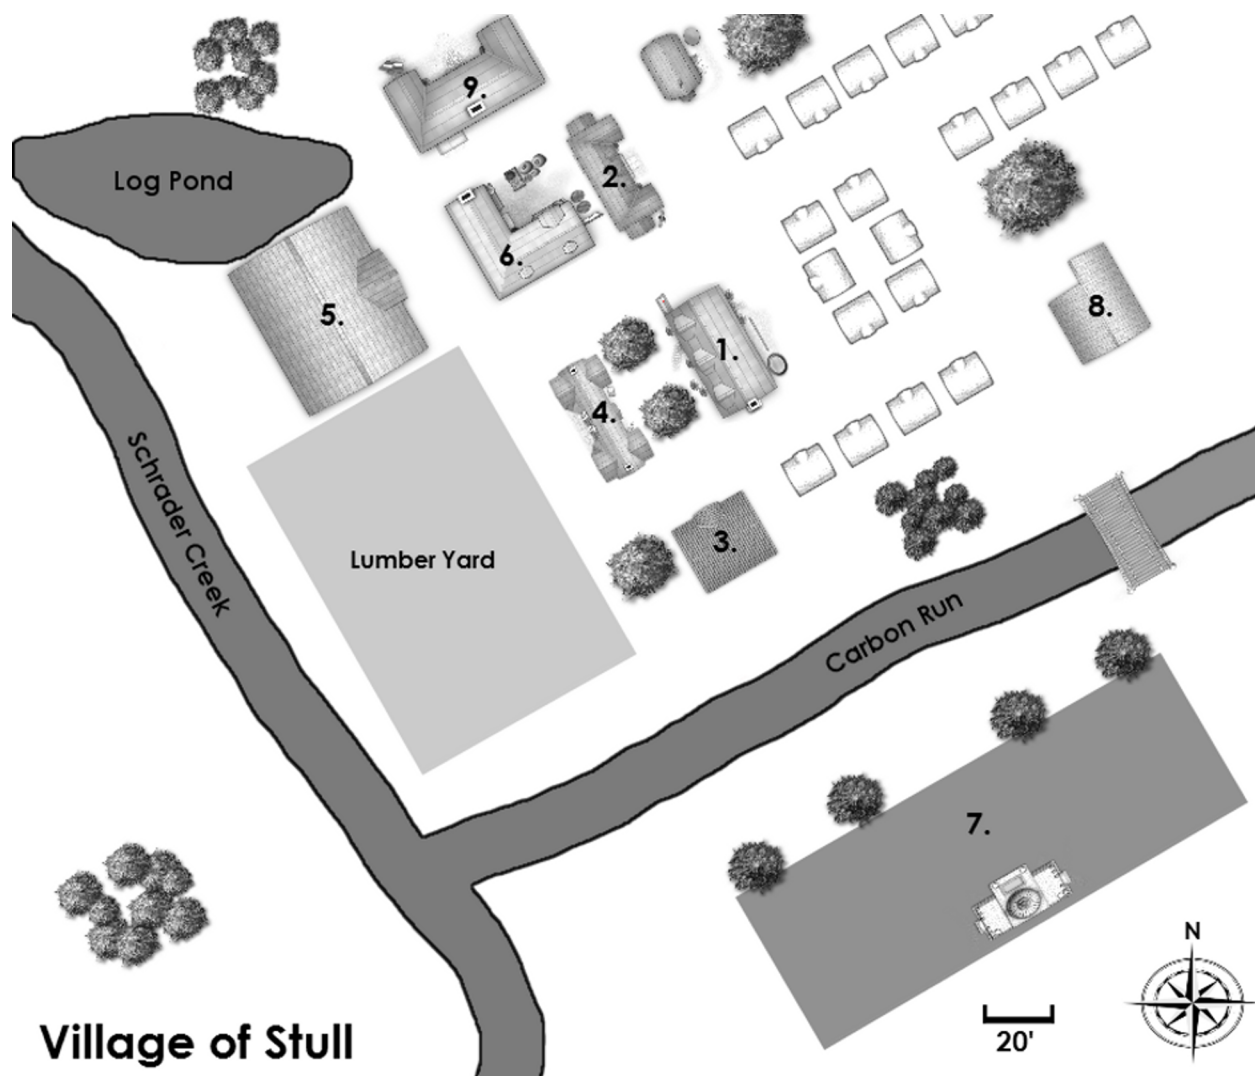 9.
2.
Log Pond
6.
5.
8.
1.
4.
3.
Schrader Creek
Lumber Yard
Carbon Run
7.
N
20'
Village of Stull